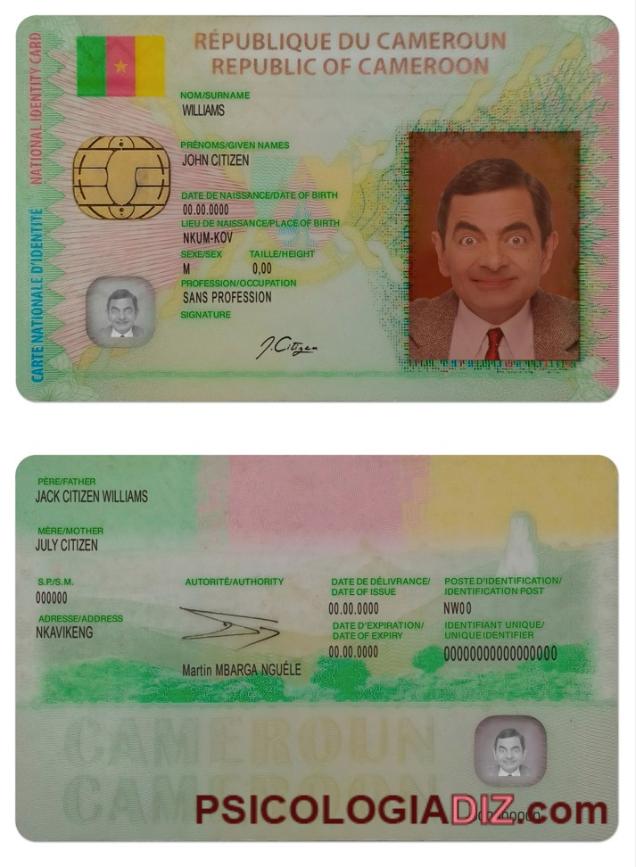 NATIONAL IDENTITY CARD
CARTE NATIONALE D'IDENTITÉ
RÉPUBLIQUE DU CAMEROUN
REPUBLIC OF CAMEROON
NOM/SURNAME
WILLIAMS
PRÉNOMS/GIVEN NAMES
JOHN CITIZEN
DATE DE NAISSANCE/DATE OF BIRTH
00.00.0000
LIEU DE NAISSANCE/PLACE OF BIRTH
NKUM-KOV
SEXE/SEX TAILLE/HEIGHT
M 0,00
PROFESSION/OCCUPATION
SANS PROFESSION
SIGNATURE
J.Citizen
PÈRE/FATHER
JACK CITIZEN WILLIAMS
MÈRE/MOTHER
JULY CITIZEN
S.P./S.M.
000000
ADRESSE/ADDRESS
NKAVIKENG
AUTORITÉ/AUTHORITY
Martin MBARGA NGUÉLE
DATE DE DÉLIVRANCE/
DATE OF ISSUE
00.00.0000
DATE D'EXPIRATION/
DATE OF EXPIRY
00.00.0000
POSTE D'IDENTIFICATION/
IDENTIFICATION POST
NW00
IDENTIFIANT UNIQUE/
UNIQUE IDENTIFIER
00000000000000000
CAMEROUN
CAMEROON
PSICOLOGIADIZ.com